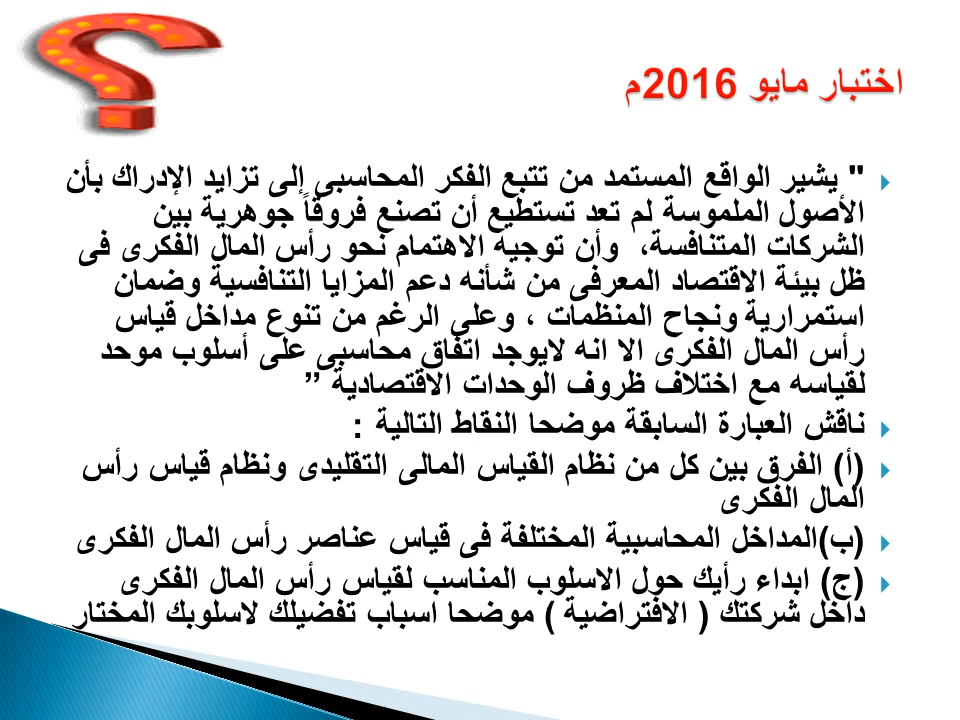 اختبار مايو 2016م
" يشير الواقع المستمد من تتبع الفكر المحاسبى إلى تزايد الإدراك بأن
الأصول الملموسة لم تعد تستطيع أن تصنع فروقاً جوهرية بين
الشركات المتنافسة، وأن توجيه الاهتمام نحو رأس المال الفكرى فى
ظل بيئة الاقتصاد المعرفى من شأنه دعم المزايا التنافسية وضمان
استمرارية ونجاح المنظمات ، وعلى الرغم من تنوع مداخل قياس
رأس المال الفكرى الا انه لايوجد اتفاق محاسبى على أسلوب موحد
لقياسه مع اختلاف ظروف الوحدات الاقتصادية ”
ناقش العبارة السابقة موضحا النقاط التالية :
(أ) الفرق بين كل من نظام القياس المالى التقليدى ونظام قياس رأس
المال الفكرى
(ب)المداخل المحاسبية المختلفة فى قياس عناصر رأس المال الفكرى
(ج) ابداء رأيك حول الاسلوب المناسب لقياس رأس المال الفكرى
داخل شركتك ( الافتراضية ) موضحا اسباب تفضيلك لاسلوبك المختار